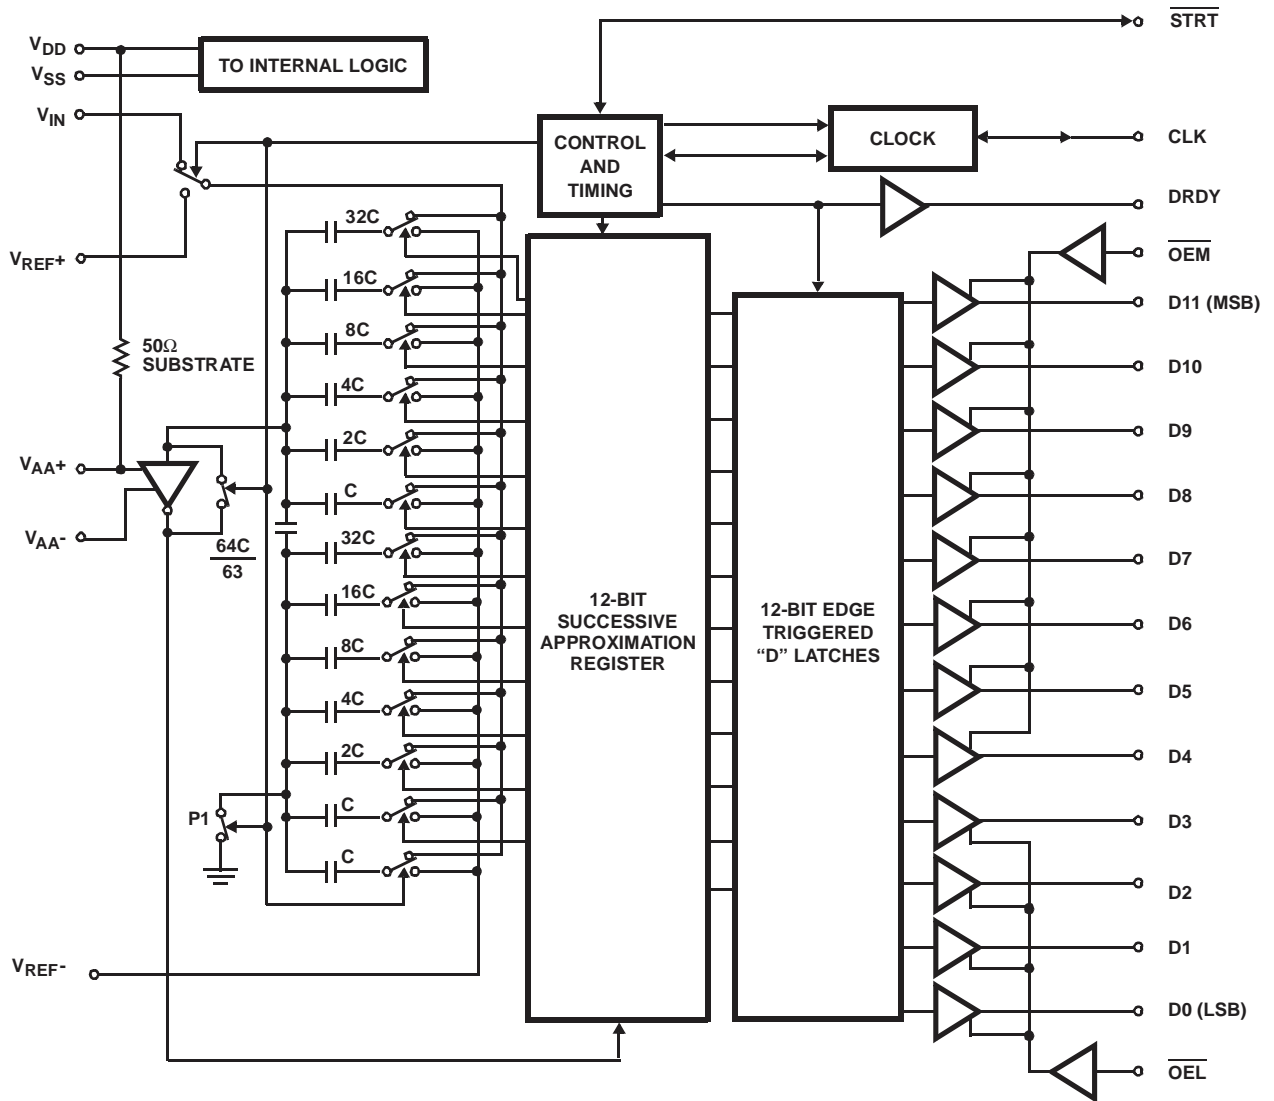 STRT
VDD
VSS
TO INTERNAL LOGIC
VIN
CONTROL
AND
TIMING
CLOCK
CLK
DRDY
VREF+
OEM
32C
16C
8C
4C
2C
C
32C
16C
8C
4C
2C
C
C
50Ω
SUBSTRATE
VAA+
VAA-
64C
63
P1
VREF-
12-BIT
SUCCESSIVE
APPROXIMATION
REGISTER
12-BIT EDGE
TRIGGERED
“D” LATCHES
D11 (MSB)
D10
D9
D8
D7
D6
D5
D4
D3
D2
D1
D0 (LSB)
OEL